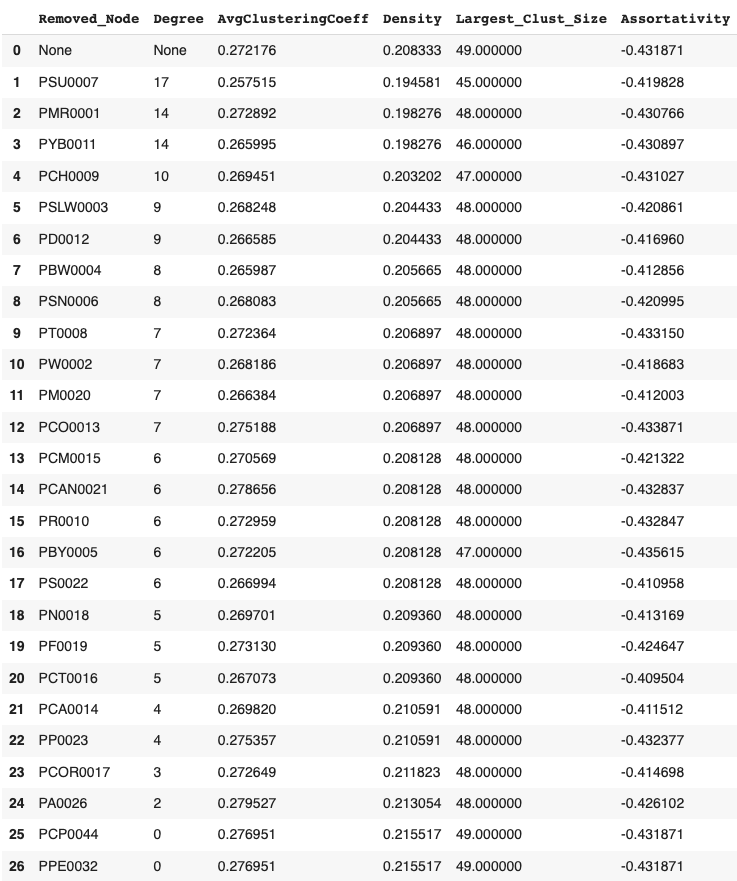 Removed_Node Degree AvgClusteringCoeff Density Largest_Clust_Size Assortativity
0 None None 0.272176 0.208333 49.000000 -0.431871
1 PSU0007 17 0.257515 0.194581 45.000000 -0.419828
2 PMR0001 14 0.272892 0.198276 48.000000 -0.430766
3 PYB0011 14 0.265995 0.198276 46.000000 -0.430897
4 PCH0009 10 0.269451 0.203202 47.000000 -0.431027
5 PSLW0003 9 0.268248 0.204433 48.000000 -0.420861
6 PD0012 9 0.266585 0.204433 48.000000 -0.416960
7 PBW0004 8 0.265987 0.205665 48.000000 -0.412856
8 PSN0006 8 0.268083 0.205665 48.000000 -0.420995
9 PT0008 7 0.272364 0.206897 48.000000 -0.433150
10 PW0002 7 0.268186 0.206897 48.000000 -0.418683
11 PM0020 7 0.266384 0.206897 48.000000 -0.412003
12 PCO0013 7 0.275188 0.206897 48.000000 -0.433871
13 PCM0015 6 0.270569 0.208128 48.000000 -0.421322
14 PCAN0021 6 0.278656 0.208128 48.000000 -0.432837
15 PR0010 6 0.272959 0.208128 48.000000 -0.432847
16 PBY0005 6 0.272205 0.208128 47.000000 -0.435615
17 PS0022 6 0.266994 0.208128 48.000000 -0.410958
18 PN0018 5 0.269701 0.209360 48.000000 -0.413169
19 PF0019 5 0.273130 0.209360 48.000000 -0.424647
20 PCT0016 5 0.267073 0.209360 48.000000 -0.409504
21 PCA0014 4 0.269820 0.210591 48.000000 -0.411512
22 PP0023 4 0.275357 0.210591 48.000000 -0.432377
23 PCOR0017 3 0.272649 0.211823 48.000000 -0.414698
24 PA0026 2 0.279527 0.213054 48.000000 -0.426102
25 PCP0044 0 0.276951 0.215517 49.000000 -0.431871
26 PPE0032 0 0.276951 0.215517 49.000000 -0.431871